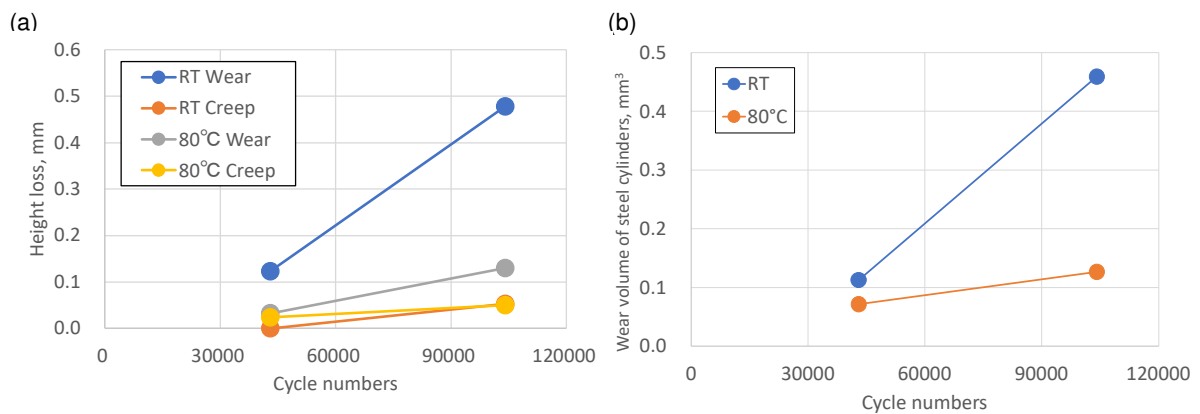 (a)
0.6
0.5
0.4
0.3
0.2
0.1
0.0
0
30000
60000
90000
120000
Height loss, mm
Cycle numbers
RT Wear
RT Creep
80℃ Wear
80℃ Creep
(b)
0.5
0.4
0.3
0.2
0.1
0.0
0
30000
60000
90000
120000
Wear volume of steel cylinders, mm³
Cycle numbers
RT
80°C